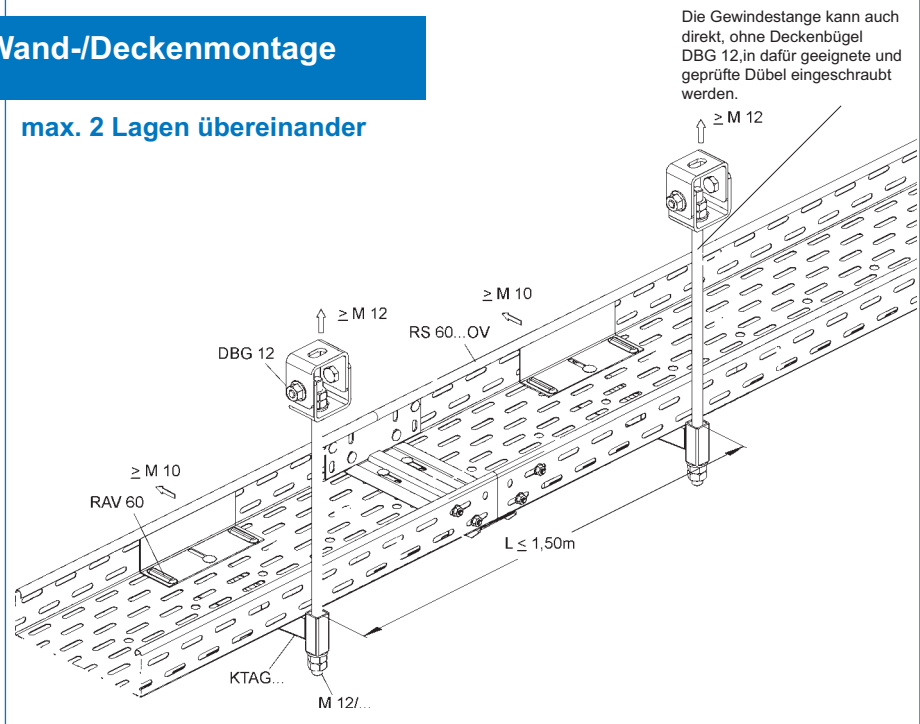 Wand-/Deckenmontage
max. 2 Lagen übereinander
Die Gewindestange kann auch
direkt, ohne Deckenbügel
DBG 12,in dafür geeignete und
geprüfte Dübel eingeschraubt
werden.
≥ M 12
≥ M 10
RS 60...OV
≥ M 12
DBG 12
≥ M 10
RAV 60
L ≤ 1,50m
KTAG...
M 12/...